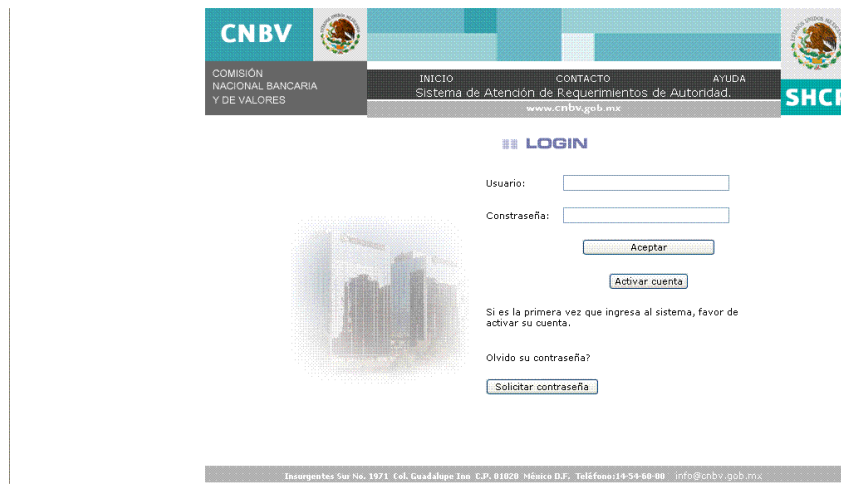 CNBV
COMISIÓN
NACIONAL BANCARIA
Y DE VALORES
INICIO CONTACTO AYUDA
Sistema de Atención de Requerimientos de Autoridad.
www.cnbv.gob.mx
SHCP
LOGIN
Usuario:
Constraseña:
Aceptar
Activar cuenta
Si es la primera vez que ingresa al sistema, favor de
activar su cuenta.
Olvido su contraseña?
Solicitar contraseña
Insurgentes Sur No. 1971 Col. Guadalupe Inn C.P. 01020 México D.F. Teléfono:14-54-60-00 info@cnbv.gob.mx